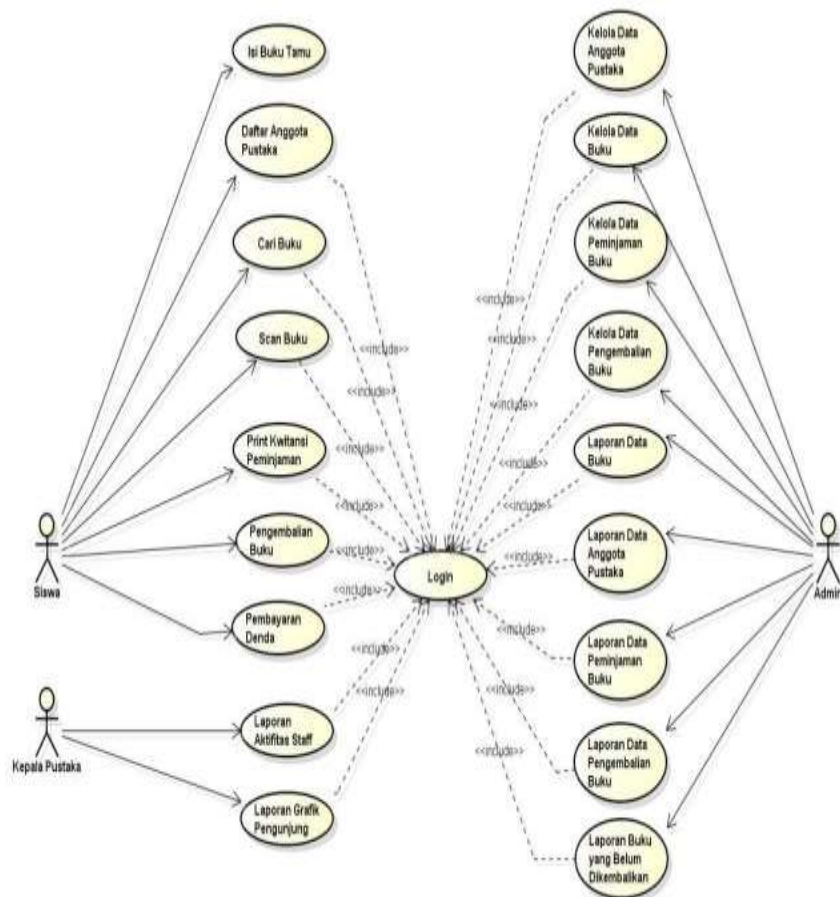 Isi Buku Tamu
Daftar Anggota
Pustaka
Cari Buku
Scan Buku
Print Kwitansi
Peminjaman
Pengembalian
Buku
Pembayaran
Denda
Laporan
Aktifitas Staff
Laporan Grafik
Pengunjung
Siswa
Kepala Pustaka
<<include>>
<<include>>
<<include>>
<<include>>
<<include>>
<<include>>
<<include>>
<<include>>
Login
<<include>>
<<include>>
<<include>>
<<include>>
<<include>>
<<include>>
<<include>>
<<include>>
<<include>>
Kelola Data
Anggota
Pustaka
Kelola Data
Buku
Kelola Data
Peminjaman
Buku
Kelola Data
Pengembalian
Buku
Laporan Data
Buku
Laporan Data
Anggota
Pustaka
Laporan Data
Peminjaman
Buku
Laporan Data
Pengembalian
Buku
Laporan Buku
yang Belum
Dikembalikan
Admin